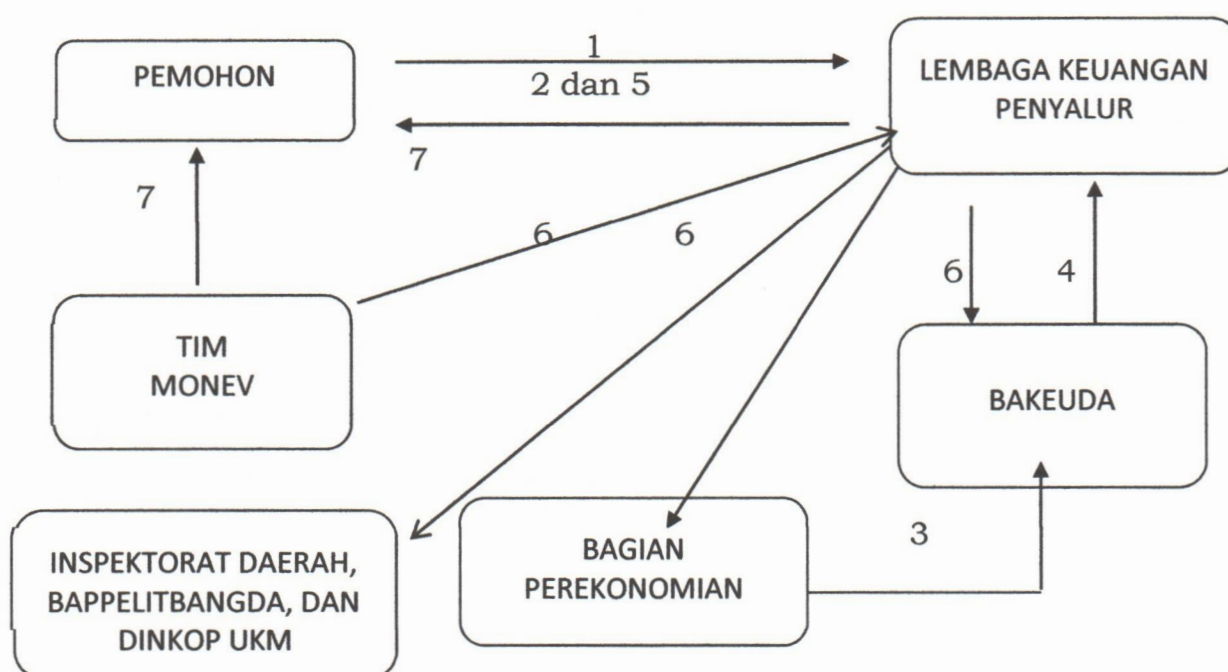 1
PEMOHON
LEMBAGA KEUANGAN
PENYALUR
2 dan 5
7
7
6
6
6
4
TIM
MONEV
BAKEUDA
3
BAGIAN
PEREKONOMIAN
INSPEKTORAT DAERAH,
BAPPELITBANGDA, DAN
DINKOP UKM